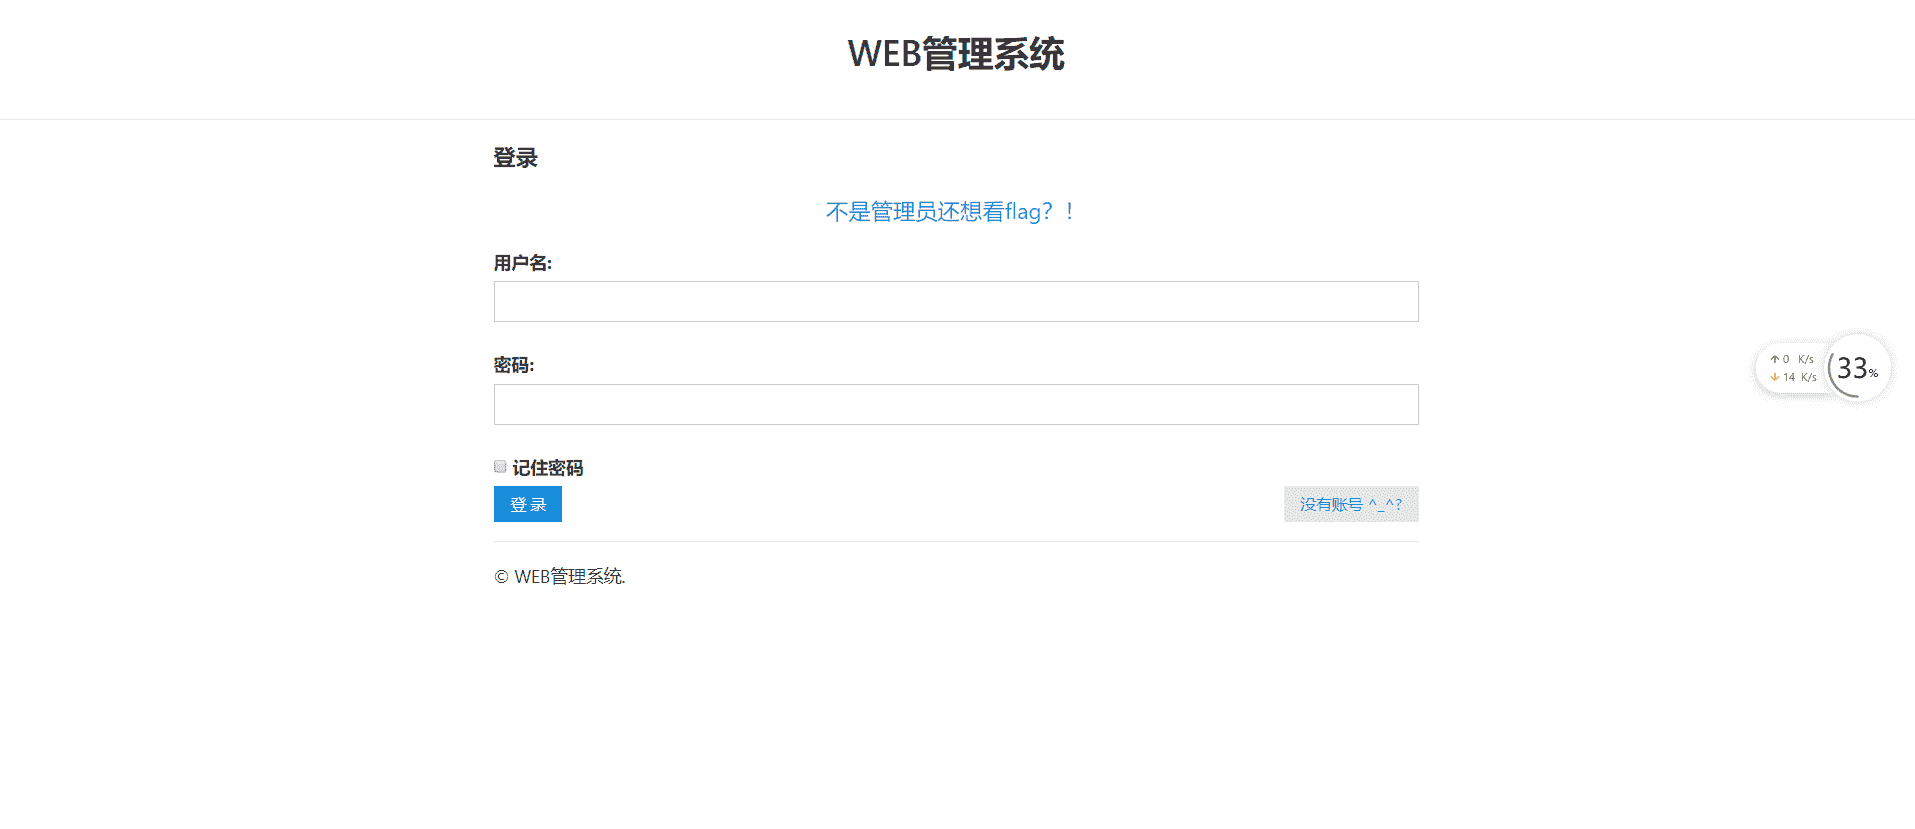 WEB管理系统
登录
不是管理员还想看flag？！
用户名:
↑ 0 K/s
33%
密码:
↓ 14 K/s
记住密码
登 录
没有账号 ^_^?
© WEB管理系统.